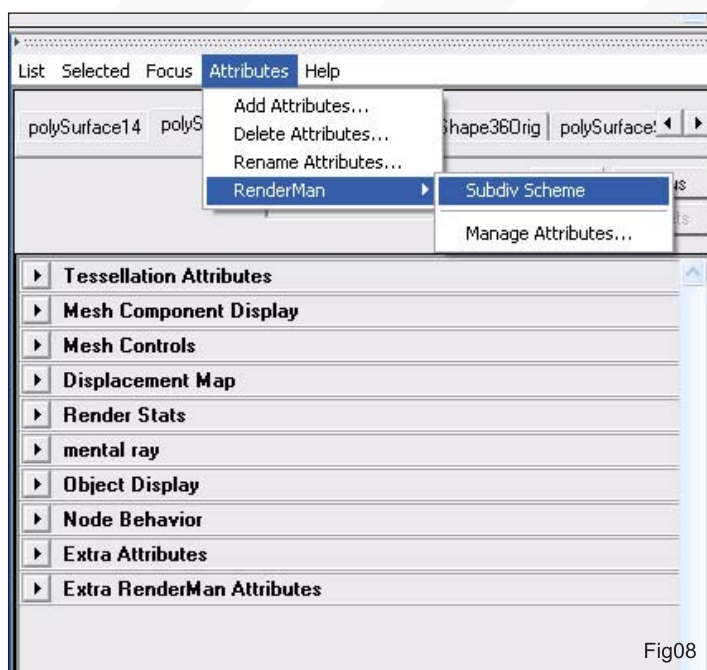 List Selected Focus Attributes Help
Add Attributes...
polySurface14 polyS Delete Attributes... Shape36Orig polySurface
Rename Attributes...
RenderMan Subdiv Scheme
Manage Attributes...
Tessellation Attributes
Mesh Component Display
Mesh Controls
Displacement Map
Render Stats
mental ray
Object Display
Node Behavior
Extra Attributes
Extra RenderMan Attributes
Fig08